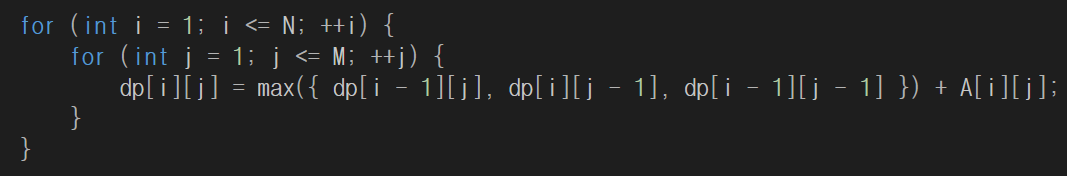 for (int i = 1; i <= N; ++i) {
    for (int j = 1; j <= M; ++j) {
        dp[i][j] = max({ dp[i - 1][j], dp[i][j - 1], dp[i - 1][j - 1] }) + A[i][j];
    }
}